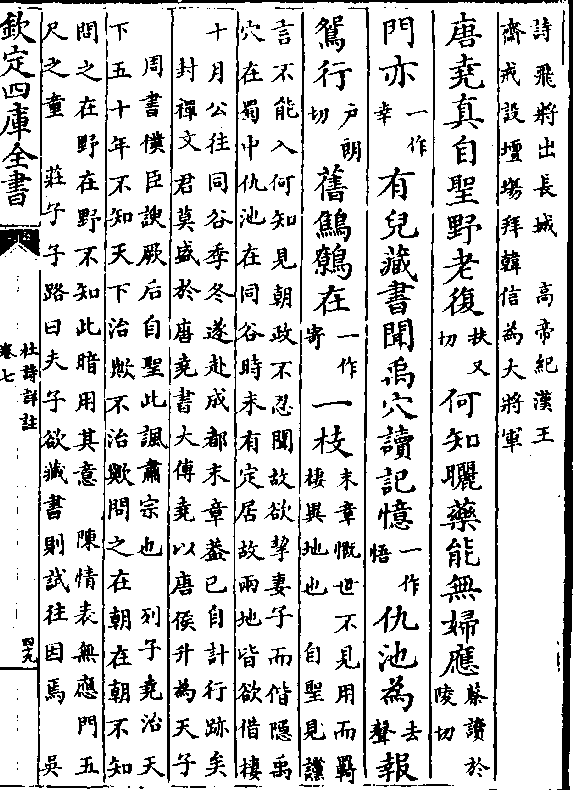 詩飛將出長城　高帝紀漢王
齋戒設壇塲拜韓信為大將軍
唐堯真自聖野老復扶又切何知曬藥能無婦應蔡讀於陵切
門亦一作幸有兒藏書聞禹穴讀記憶一作悟仇池為去聲報
鴛行户朗切舊鷦鷯在一作寄一枝末章慨世不見用而羇
棲異地也　自聖見讜
言不能入何知見朝政不忍聞故欲挈妻子而偕隱禹
穴在蜀中仇池在同谷時未有定居故兩地皆欲借棲
十月公往同谷季冬遂赴成都末章葢已自計行跡矣
封禪文君莫盛於唐堯書大傅堯以唐侯升為天子
周書僕臣諛厥后自聖此諷肅宗也　列子堯治天
下五十年不知天下治歟不治歟問之在朝在朝不知
問之在野在野不知此暗用其意　陳情表無應門五
尺之童　莊子子路曰夫子欲藏書則試往因焉　吳
欽定四庫全書
杜詩詳註
卷七
四九